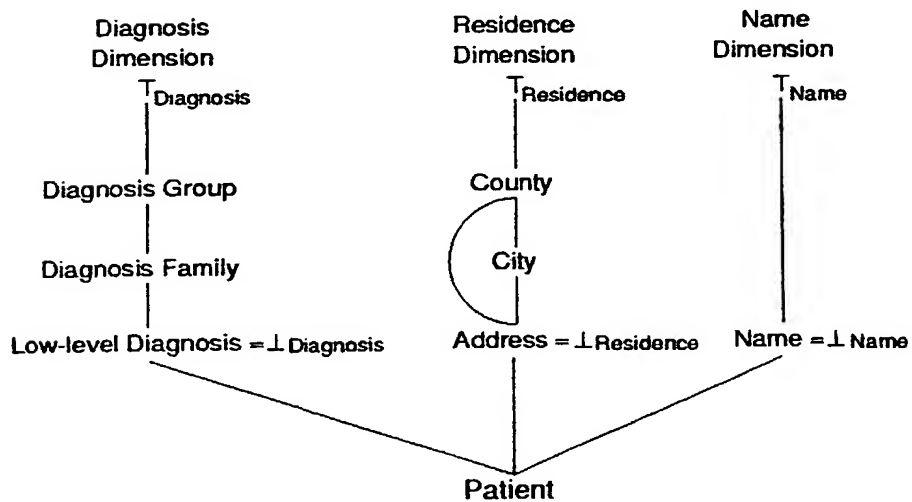 Diagnosis
Dimension
Residence
Dimension
Name
Dimension
⊤Diagnosis
⊤Residence
⊤Name
Diagnosis Group
County
Diagnosis Family
City
Low-level Diagnosis =⊥Diagnosis
Address =⊥Residence
Name =⊥Name
Patient